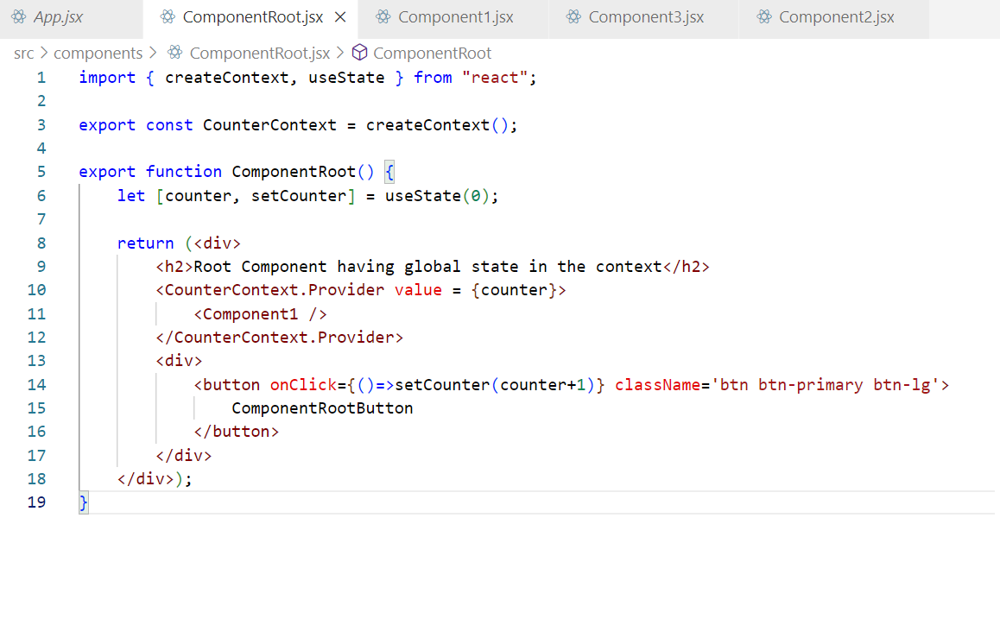 App.jsx ComponentRoot.jsx Component1.jsx Component3.jsx Component2.jsx
src > components > ComponentRoot.jsx > ComponentRoot
1 import { createContext, useState } from "react";
2
3 export const CounterContext = createContext();
4
5 export function ComponentRoot() {
6     let [counter, setCounter] = useState(0);
7
8     return (<div>
9         <h2>Root Component having global state in the context</h2>
10         <CounterContext.Provider value = {counter}>
11             <Component1 />
12         </CounterContext.Provider>
13         <div>
14             <button onClick={()=>setCounter(counter+1)} className='btn btn-primary btn-lg'>
15                 ComponentRootButton
16             </button>
17         </div>
18     </div>);
19 }